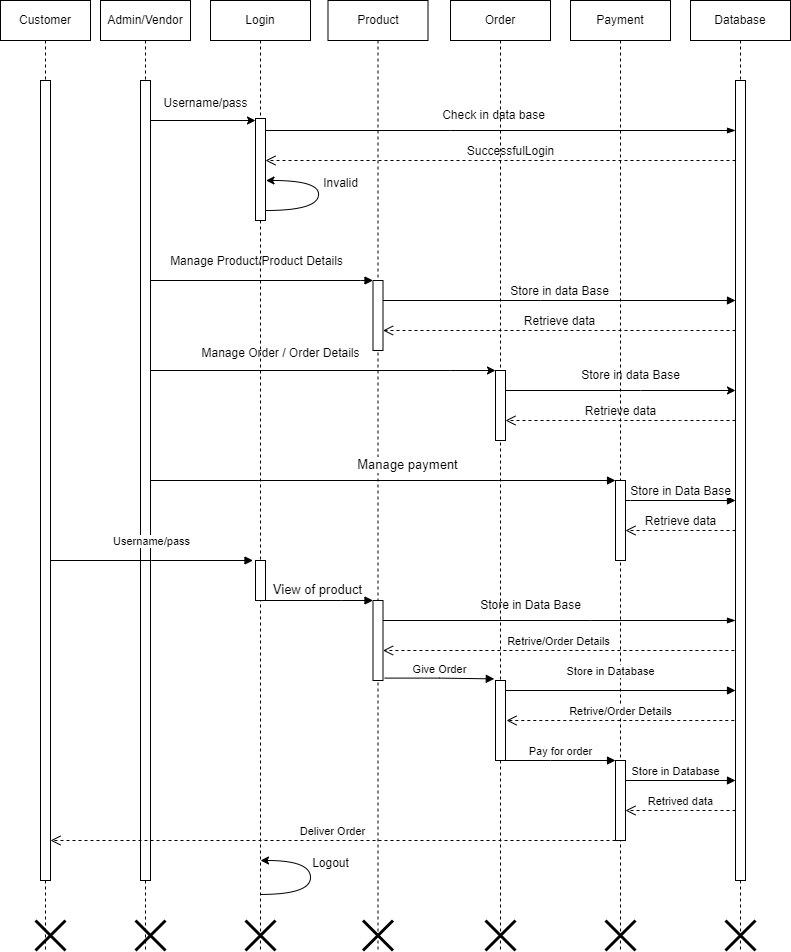 Customer
Admin/Vendor
Login
Product
Order
Payment
Database
Username/pass
Check in data base
SuccessfulLogin
Invalid
Manage Product/Product Details
Store in data Base
Retrieve data
Manage Order / Order Details
Store in data Base
Retrieve data
Manage payment
Store in Data Base
Retrieve data
Username/pass
View of product
Store in Data Base
Retrive/Order Details
Give Order
Store in Database
Retrive/Order Details
Pay for order
Store in Database
Retrived data
Deliver Order
Logout